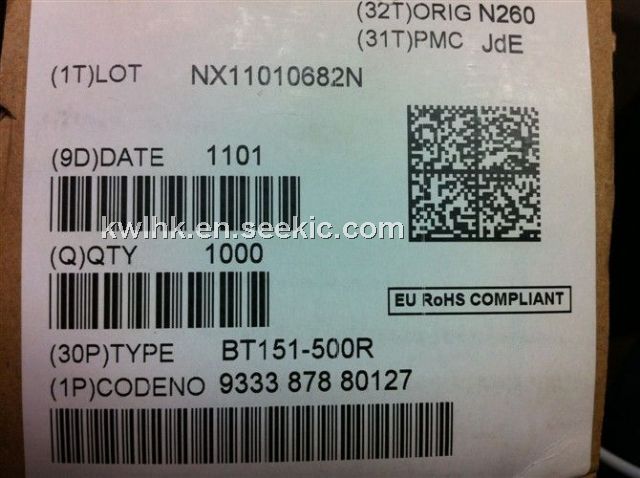 (32T)ORIG N260
(31T)PMC JdE
(1T)LOT NX11010682N
(9D)DATE 1101
kwlhk.en.seekic.com
(Q)QTY 1000
EU RoHS COMPLIANT
(30P)TYPE BT151-500R
(1P)CODENO 9333 878 80127